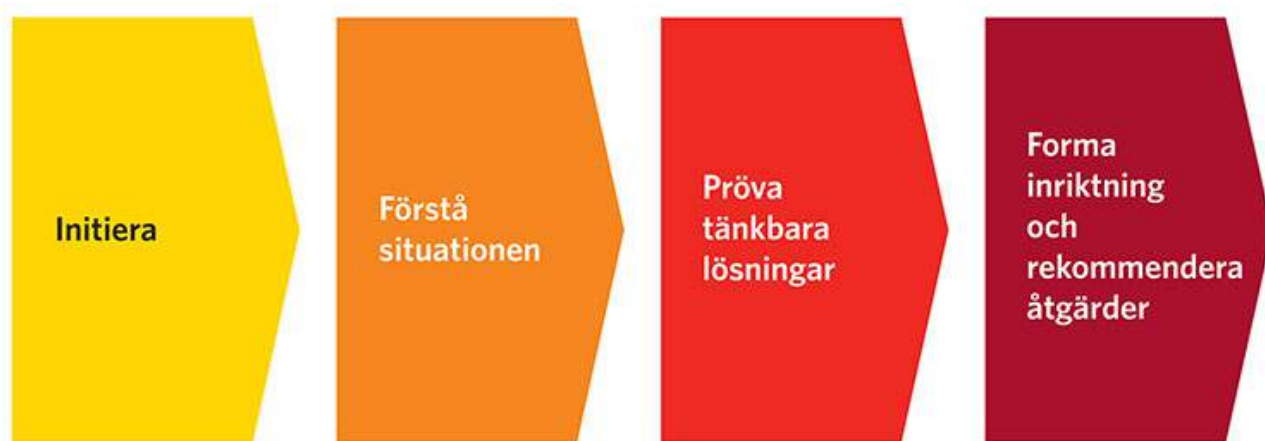 Initiera
Förstå
situationen
Pröva
tänkbara
lösningar
Forma
inriktning
och
rekommendera
åtgärder